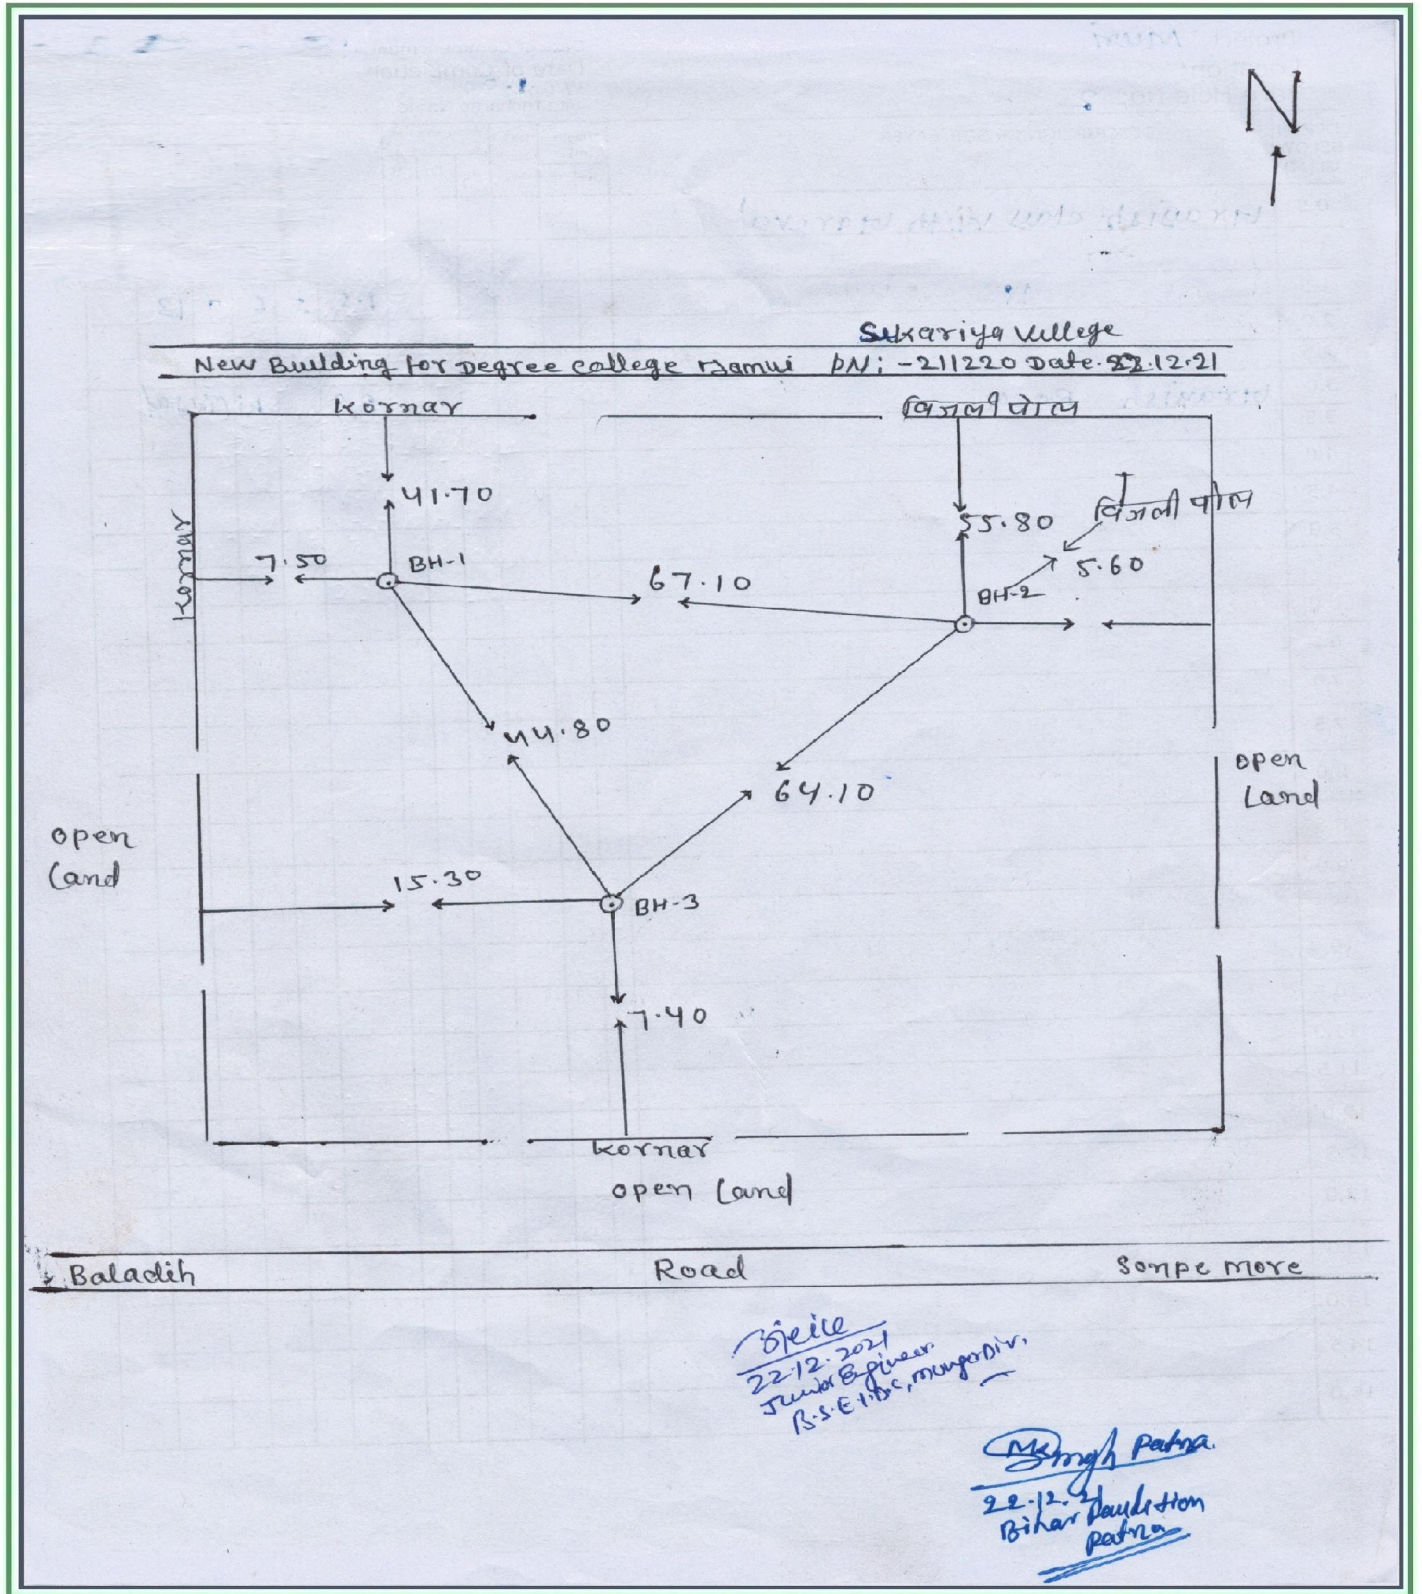 N
Sukariya Villege
New Building for Degree college Jamui PN: -211220 Date.22.12.21
kornar
बिजली पोल
41.70
बिजली पोल
55.80
kornar
7.50
BH-1
67.10
5.60
BH-2
44.80
64.10
open
Land
open
Land
15.30
BH-3
7.40
kornar
open Land
Baladih Road Sonpe more
22.12.2021
Junior Engineer
B.S.E.I.D.C, Munger Div.
MKSingh Patna.
22.12.21
Bihar
Patna